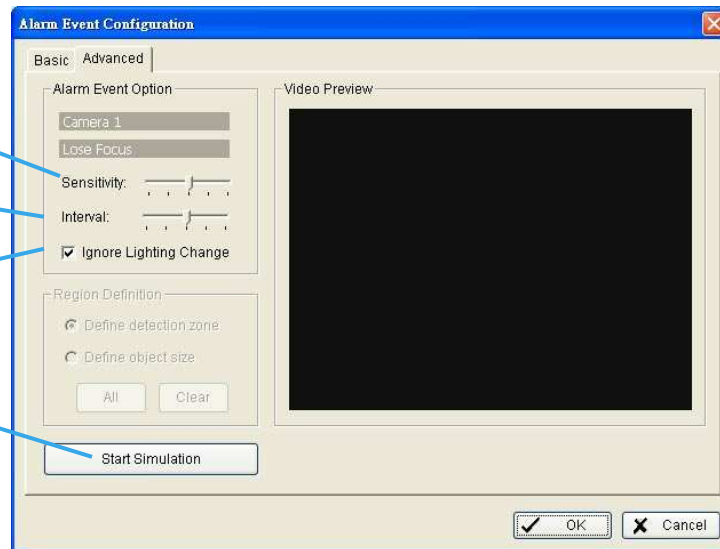 Alarm Event Configuration
Basic
Advanced
Alarm Event Option
Camera 1
Lose Focus
Sensitivity:
Interval:
Ignore Lighting Change
Region Definition
Define detection zone
Define object size
All
Clear
Start Simulation
Video Preview
OK
Cancel